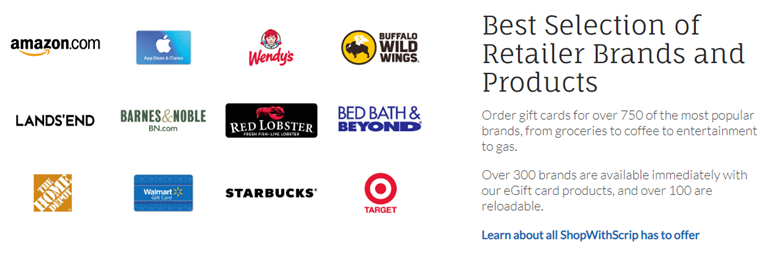 amazon.com
App Store & iTunes
Wendy's
BUFFALO
WILD
WINGS
LANDS' END
BARNES & NOBLE
BN.com
RED LOBSTER
FRESH FISH • LIVE LOBSTER
BED BATH &
BEYOND
THE
HOME
DEPOT
Walmart
Gift Card
STARBUCKS®
TARGET
Best Selection of
Retailer Brands and
Products
Order gift cards for over 750 of the most popular
brands, from groceries to coffee to entertainment
to gas.
Over 300 brands are available immediately with
our eGift card products, and over 100 are
reloadable.
Learn about all ShopWithScrip has to offer